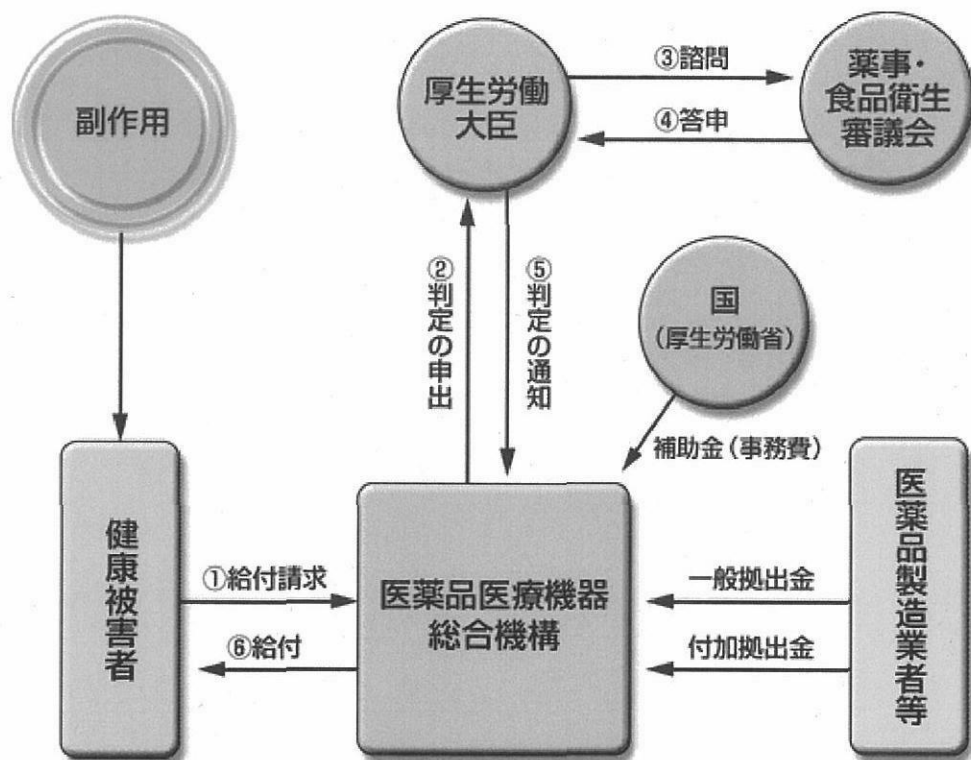 副作用
厚生労働
大臣
③諮問
④答申
薬事・
食品衛生
審議会
②判定の申出
⑤判定の通知
国
(厚生労働省)
補助金(事務費)
健康被害者
①給付請求
⑥給付
医薬品医療機器
総合機構
一般拠出金
付加拠出金
医薬品製造業者等